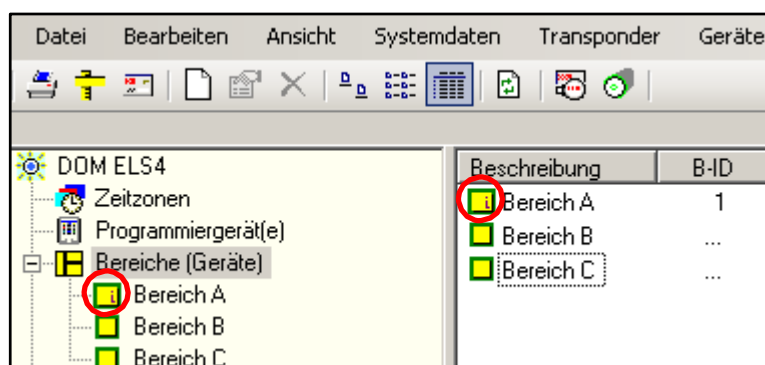 Datei Bearbeiten Ansicht Systemdaten Transponder Geräte
DOM ELS4
Zeitzonen
Programmiergerät(e)
Bereiche (Geräte)
i Bereich A
Bereich B
Bereich C
Beschreibung B-ID
i Bereich A 1
Bereich B ...
Bereich C ...